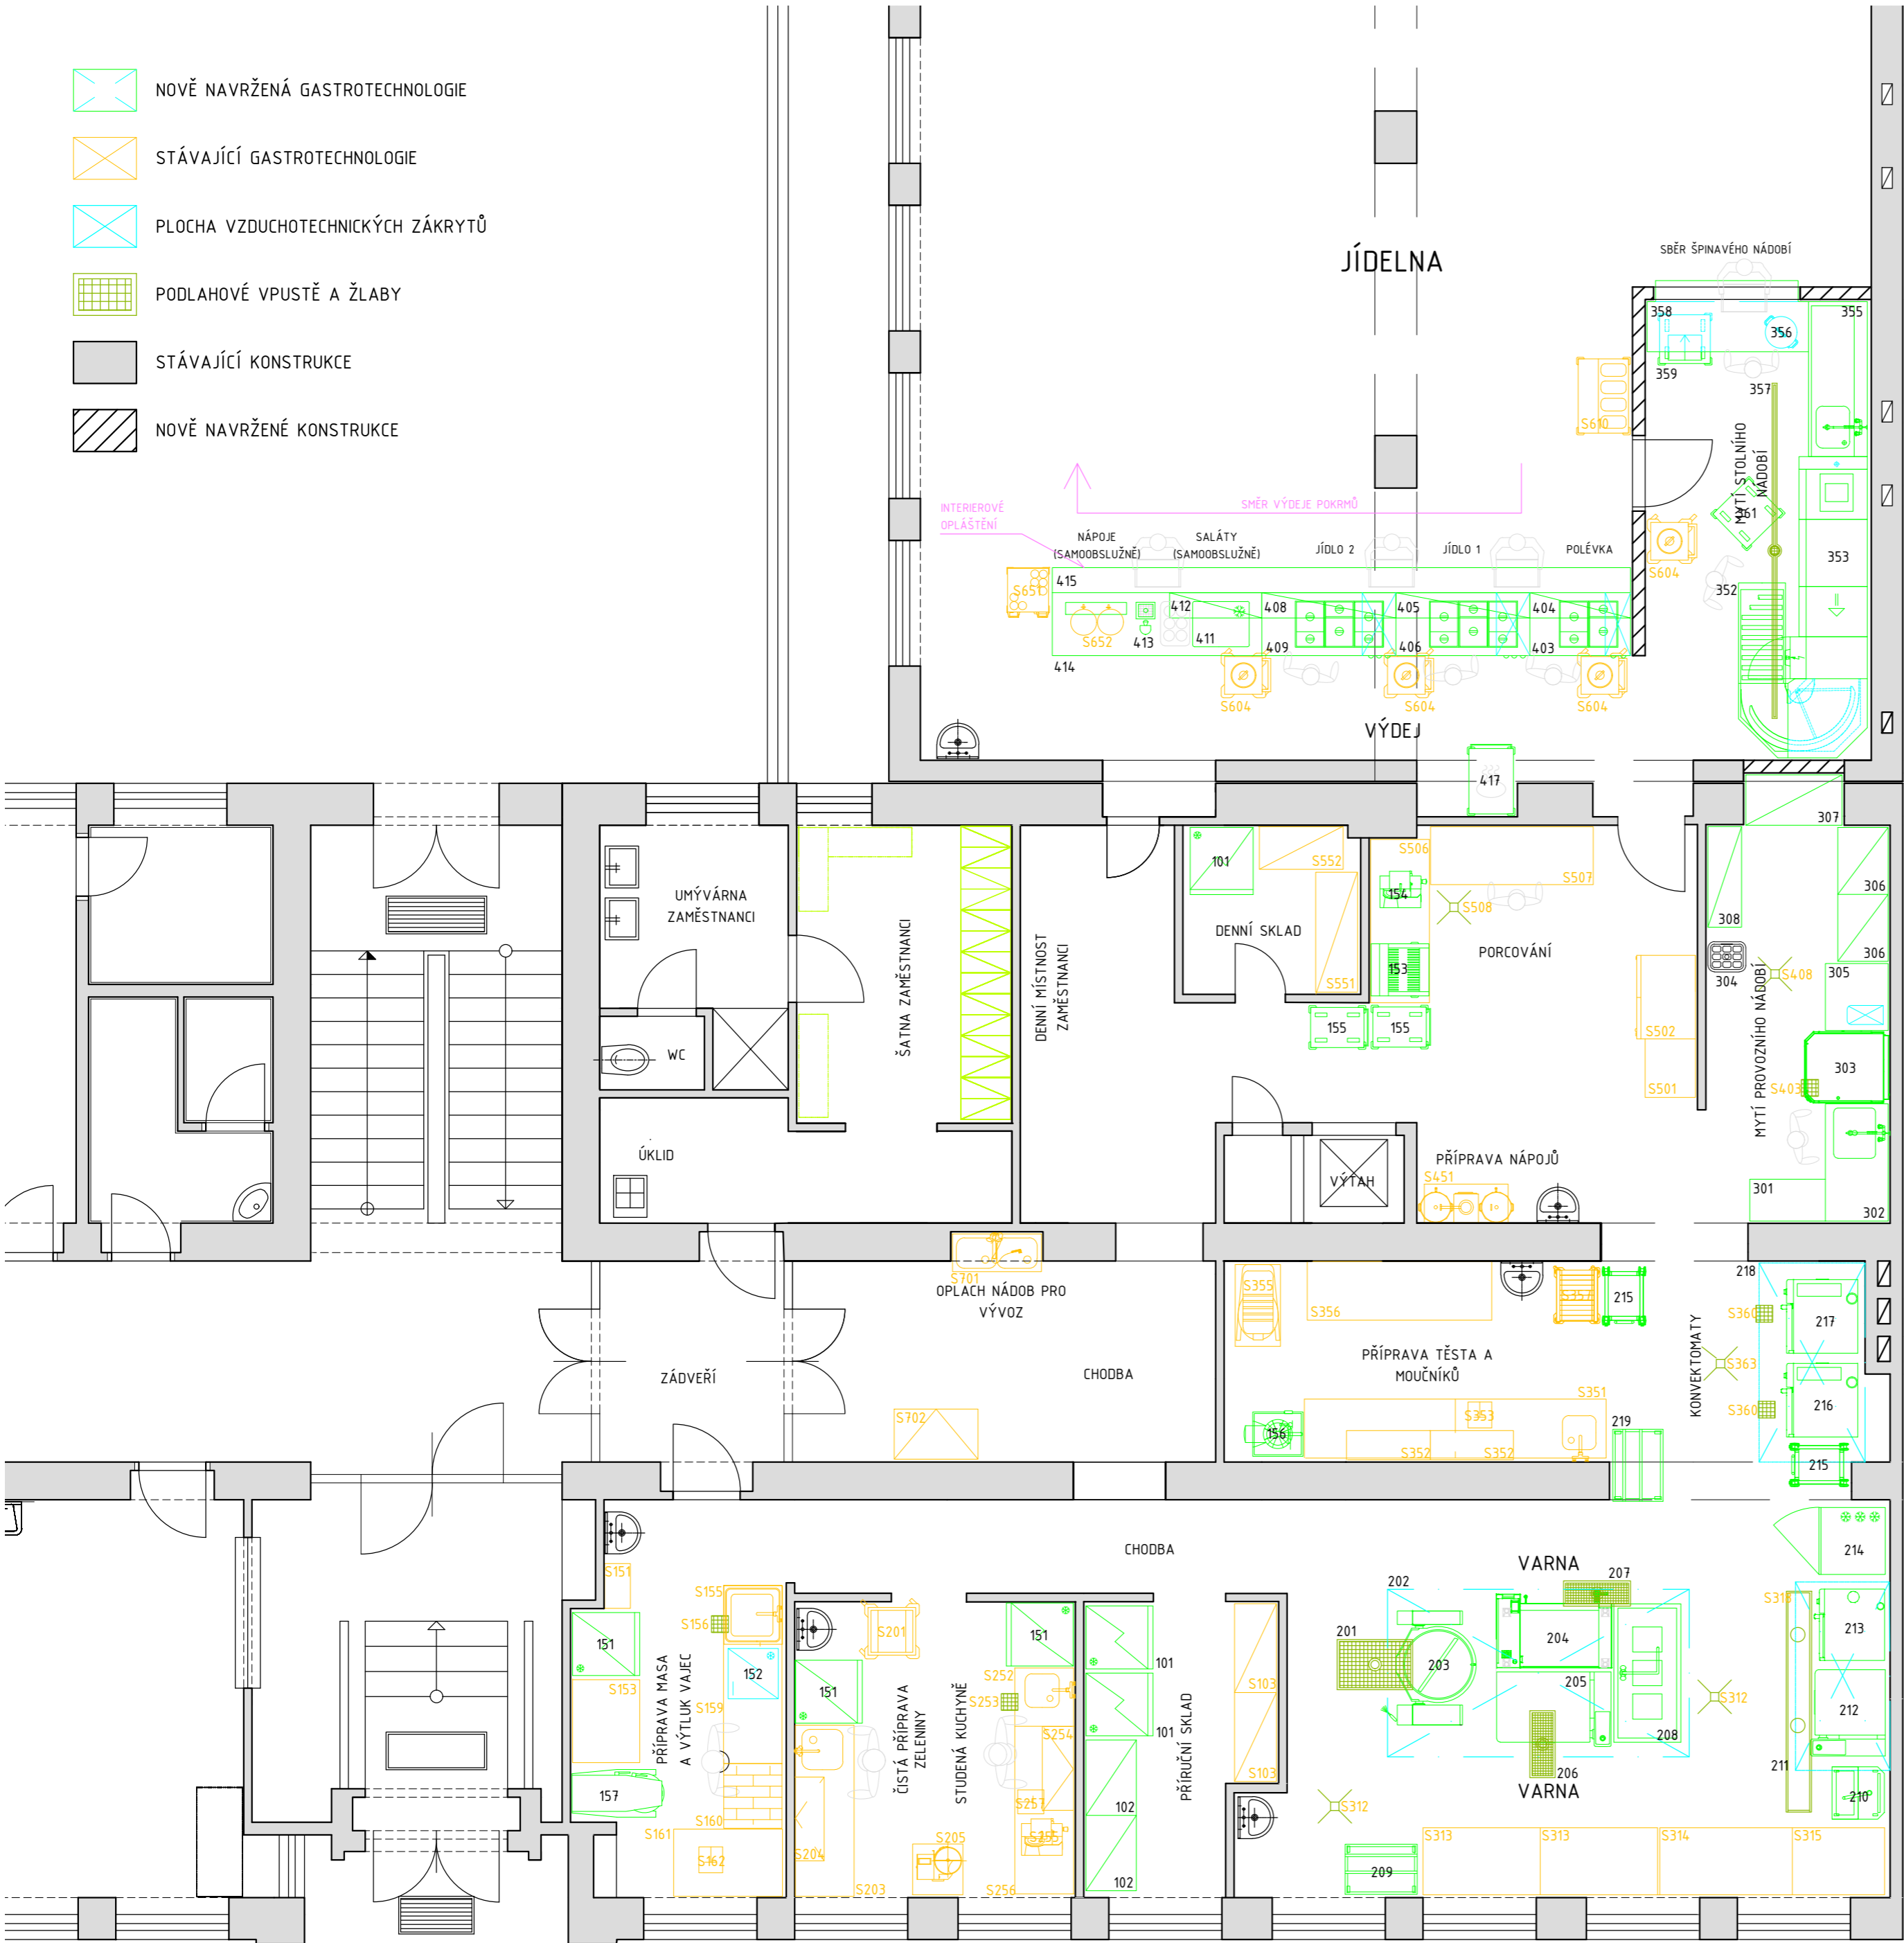 NOVĚ NAVRŽENÁ GASTROTECHNOLOGIE
STÁVAJÍCÍ GASTROTECHNOLOGIE
PLOCHA VZDUCHOTECHNICKÝCH ZÁKRYTŮ
PODLAHOVÉ VPUSTĚ A ŽLABY
STÁVAJÍCÍ KONSTRUKCE
NOVĚ NAVRŽENÉ KONSTRUKCE
JÍDELNA
SBĚR ŠPINAVÉHO NÁDOBÍ
358
356
355
359
357
S610
MYTÍ STOLNÍHO
NÁDOBÍ
361
353
352
S604
INTERIEROVÉ
OPLÁŠTĚNÍ
SMĚR VÝDEJE POKRMŮ
NÁPOJE
(SAMOOBSLUŽNĚ)
SALÁTY
(SAMOOBSLUŽNĚ)
JÍDLO 2
JÍDLO 1
POLÉVKA
415
S651
412
408
405
404
S652
413
411
409
406
403
414
S604
S604
S604
VÝDEJ
417
307
UMÝVÁRNA
ZAMĚSTNANCI
ŠATNA ZAMĚSTNANCI
DENNÍ MÍSTNOST
ZAMĚSTNANCI
101
S552
S506
S507
154
S508
DENNÍ SKLAD
S551
153
PORCOVÁNÍ
155
155
S502
S501
308
306
306
304
305
S408
MYTÍ PROVOZNÍHO NÁDOBÍ
303
S403
301
302
WC
ÚKLID
VÝTAH
PŘÍPRAVA NÁPOJŮ
S451
S701
OPLACH NÁDOB PRO
VÝVOZ
ZÁDVEŘÍ
CHODBA
S702
S355
S356
S357
215
PŘÍPRAVA TĚSTA A
MOUČNÍKŮ
S351
S353
156
S352
S352
219
KONVEKTOMATY
218
S360
217
S363
S360
216
215
CHODBA
VARNA
214
S151
S155
S156
151
152
S153
S159
PŘÍPRAVA MASA
A VÝTLUK VAJEC
157
S160
S161
S162
S201
151
151
S252
S253
S254
ČISTÁ PŘÍPRAVA
ZELENINY
STUDENÁ KUCHYNĚ
S257
S255
S204
S205
S203
S256
101
101
PŘÍRUČNÍ SKLAD
102
102
S103
S103
202
207
201
203
204
205
208
206
VARNA
S312
S312
S318
213
212
211
210
209
S313
S313
S314
S315